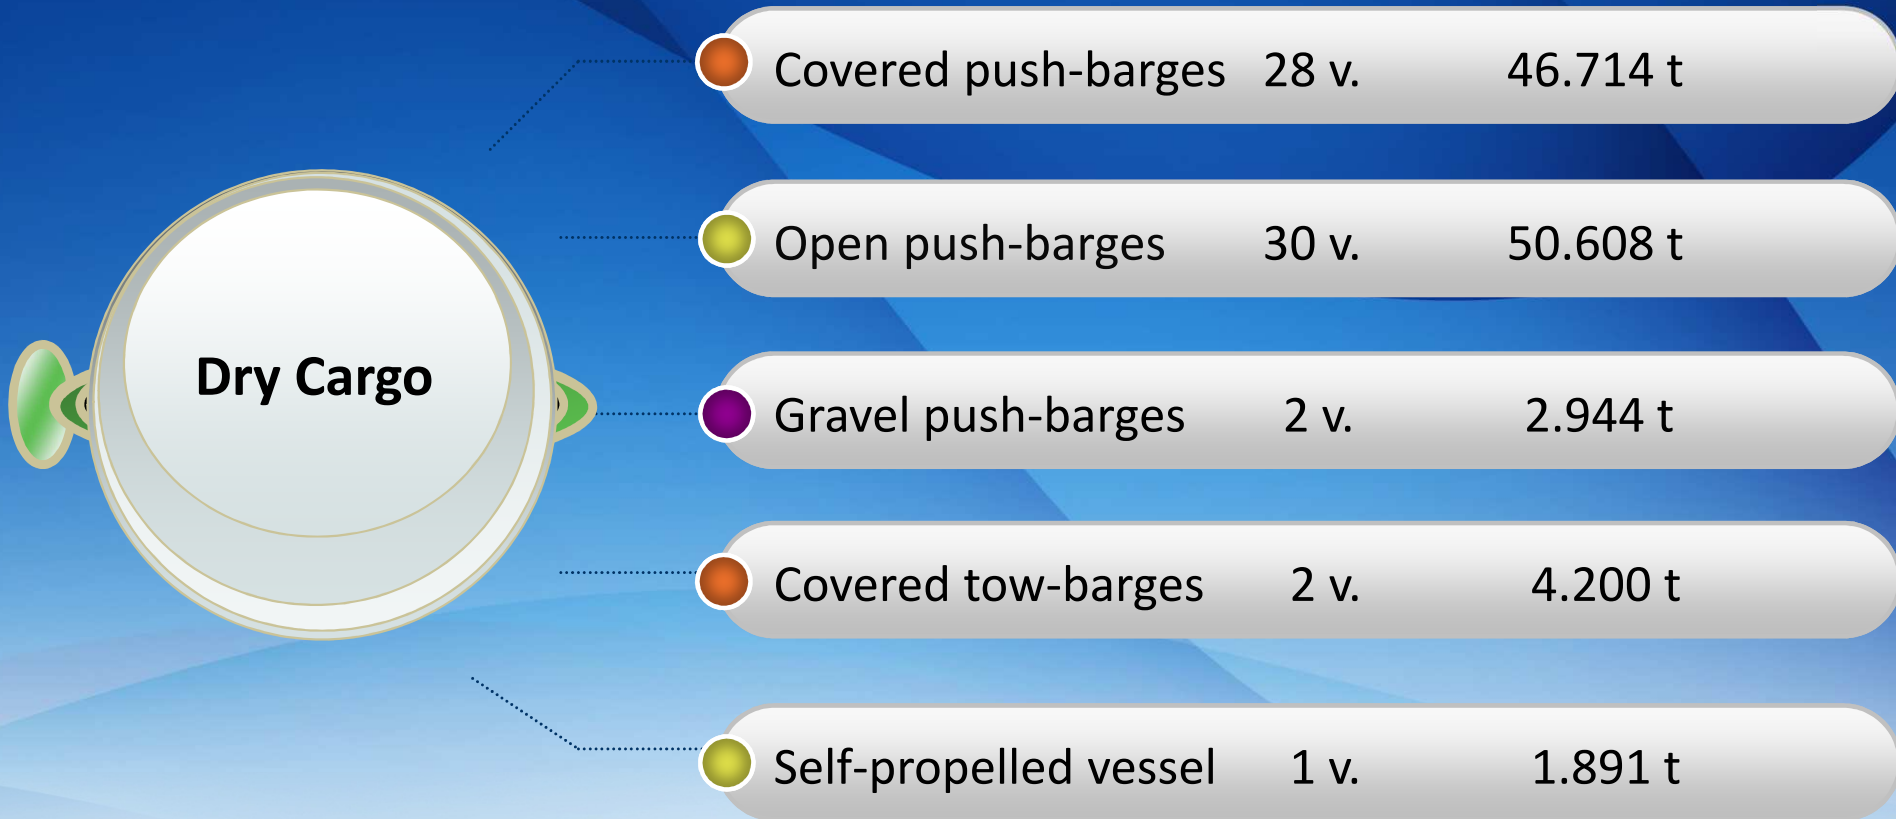 Covered push-barges 28 v. 46.714 t
Open push-barges 30 v. 50.608 t
Dry Cargo
Gravel push-barges 2 v. 2.944 t
Covered tow-barges 2 v. 4.200 t
Self-propelled vessel 1 v. 1.891 t